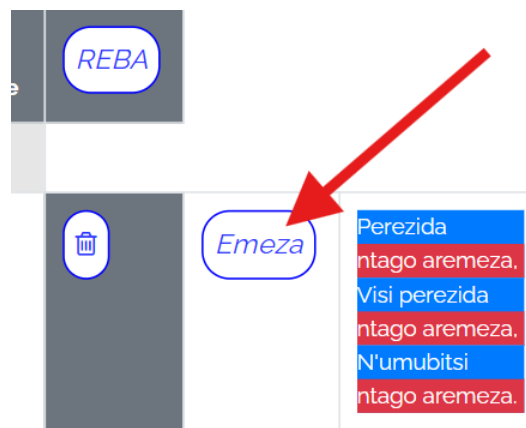 REBA
e
Emeza
Perezida
ntago aremeza,
Visi perezida
ntago aremeza,
N'umubitsi
ntago aremeza.